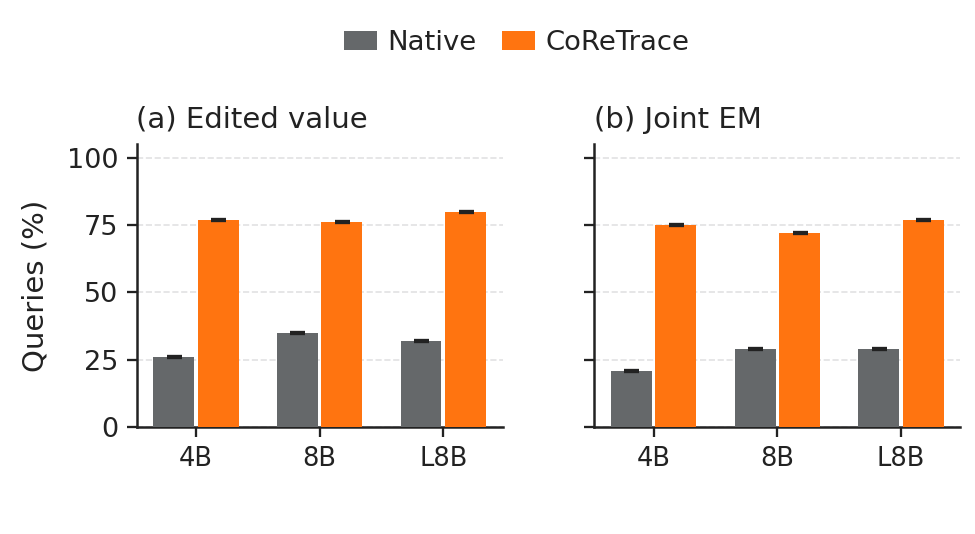 Native CoReTrace
(a) Edited value
(b) Joint EM
Queries (%)
100
75
50
25
0
4B 8B L8B
4B 8B L8B